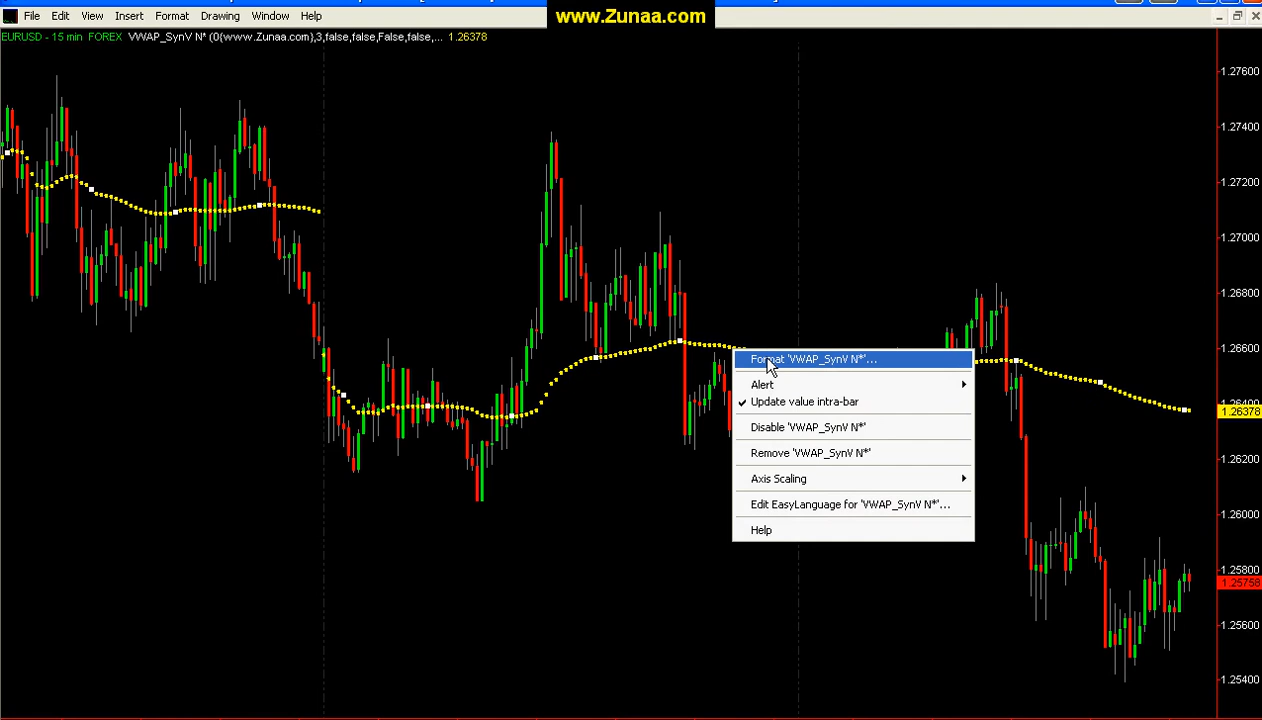 www.Zunaa.com
File Edit View Insert Format Drawing Window Help
EURUSD - 15 min FOREX VWAP_SynV N* (0{www.Zunaa.com},3,false,false,False,false,... 1.26378
1.27600
1.27400
1.27200
1.27000
1.26800
1.26600
1.26400
1.26378
1.26200
1.26000
1.25800
1.25758
1.25600
1.25400
Format 'VWAP_SynV N*'...
Alert
Update value intra-bar
Disable 'VWAP_SynV N*'
Remove 'VWAP_SynV N*'
Axis Scaling
Edit EasyLanguage for 'VWAP_SynV N*'...
Help